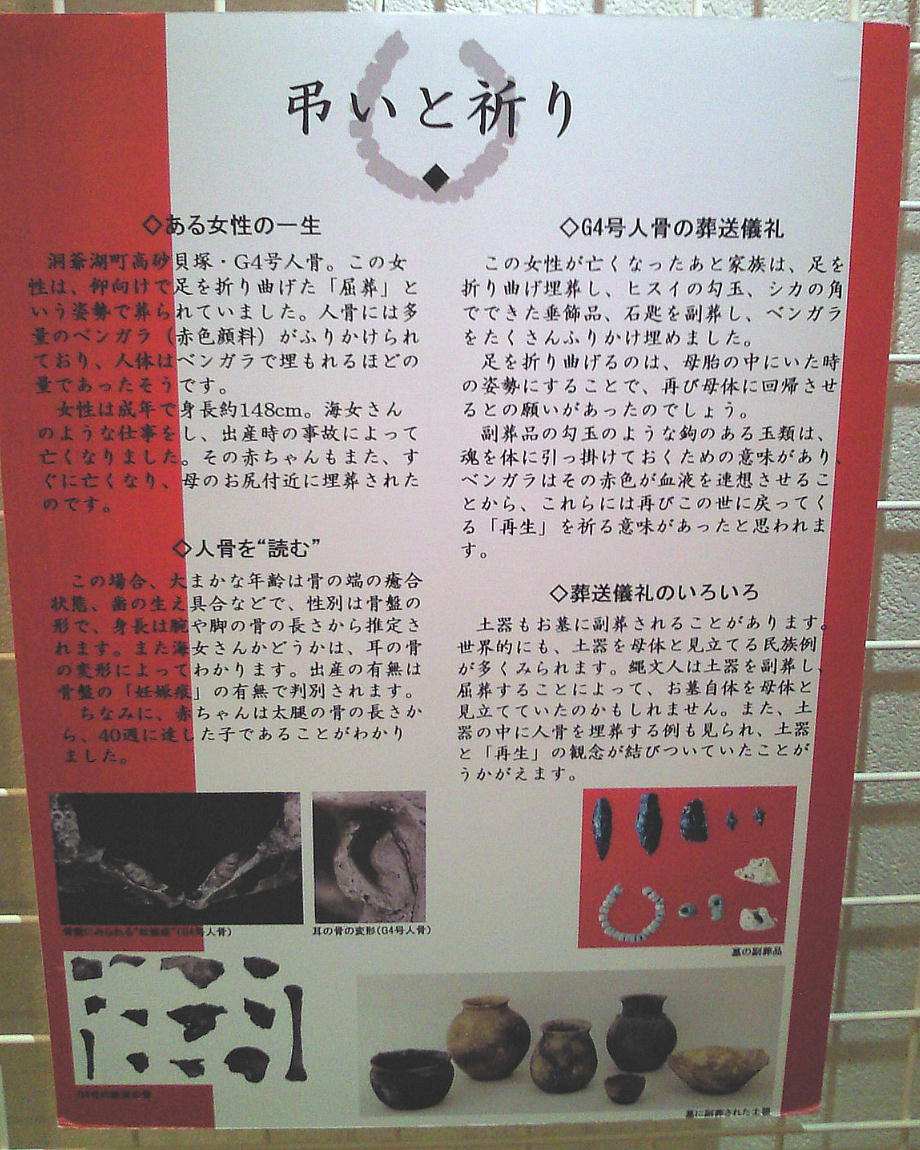 弔いと祈り
◇ある女性の一生
洞爺湖町高砂貝塚・G4号人骨。この女
性は、仰向けで足を折り曲げた「屈葬」と
いう姿勢で葬られていました。人骨には多
量のベンガラ（赤色顔料）がふりかけられ
ており、人体はベンガラで埋もれるほどの
量であったそうです。
女性は成年で身長約148cm。海女さん
のような仕事をし、出産時の事故によって
亡くなりました。その赤ちゃんもまた、す
ぐに亡くなり、母のお尻付近に埋葬された
のです。
◇人骨を“読む”
この場合、大まかな年齢は骨の端の癒合
状態、歯の生え具合などで、性別は骨盤の
形で、身長は腕や脚の骨の長さから推定さ
れます。また海女さんかどうかは、耳の骨
の変形によってわかります。出産の有無は
骨盤の「妊娠痕」の有無で判別されます。
ちなみに、赤ちゃんは太腿の骨の長さか
ら、40週に達した子であることがわかり
ました。
骨盤にみられる“妊娠痕”(G4号人骨)
耳の骨の変形(G4号人骨)
◇G4号人骨の葬送儀礼
この女性が亡くなったあと家族は、足を
折り曲げ埋葬し、ヒスイの勾玉、シカの角
でできた垂飾品、石匙を副葬し、ベンガラ
をたくさんふりかけ埋めました。
足を折り曲げるのは、母胎の中にいた時
の姿勢にすることで、再び母体に回帰させ
るとの願いがあったのでしょう。
副葬品の勾玉のような鉤のある玉類は、
魂を体に引っ掛けておくための意味があり、
ベンガラはその赤色が血液を連想させるこ
とから、これらには再びこの世に戻ってく
る「再生」を祈る意味があったと思われま
す。
◇葬送儀礼のいろいろ
土器もお墓に副葬されることがあります。
世界的にも、土器を母体と見立てる民族例
が多くみられます。縄文人は土器を副葬し、
屈葬することによって、お墓自体を母体と
見立てていたのかもしれません。また、土
器の中に人骨を埋葬する例も見られ、土器
と「再生」の観念が結びついていたことが
うかがえます。
墓の副葬品
墓に副葬された土器